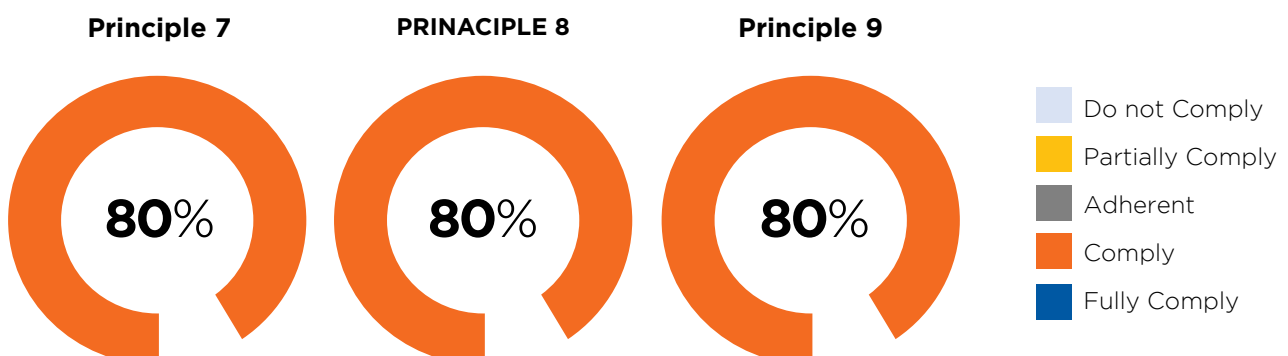 Principle 7
PRINACIPLE 8
Principle 9
80%
80%
80%
Do not Comply
Partially Comply
Adherent
Comply
Fully Comply